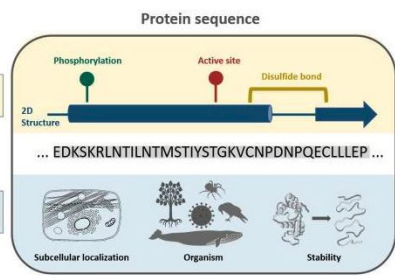 Protein sequence
Phosphorylation
Active site
Disulfide bond
2D
Structure
... EDKSKRLNTILNTMSTIYSTGKVCNPDNPQECLLLEP ...
Subcellular localization
Organism
Stability